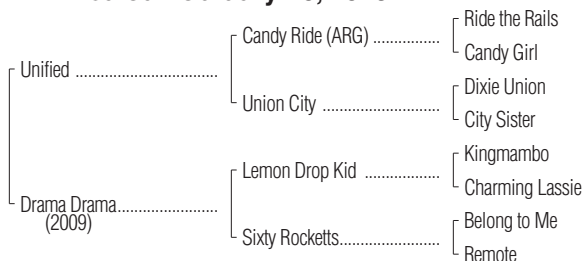 Candy Ride (ARG) ..................
Ride the Rails
Candy Girl
Unified ................................
Union City ..........................
Dixie Union
City Sister
Lemon Drop Kid .................
Kingmambo
Charming Lassie
Drama Drama.......................
(2009)
Sixty Rocketts......................
Belong to Me
Remote